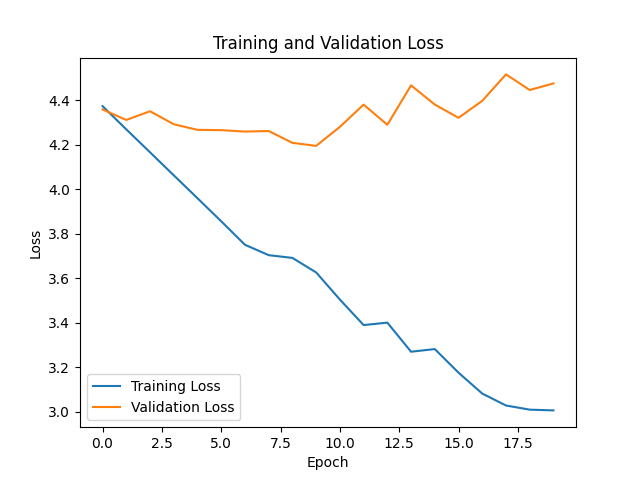 Training and Validation Loss
Loss
4.4
4.2
4.0
3.8
3.6
3.4
3.2
3.0
Training Loss
Validation Loss
0.0 2.5 5.0 7.5 10.0 12.5 15.0 17.5
Epoch